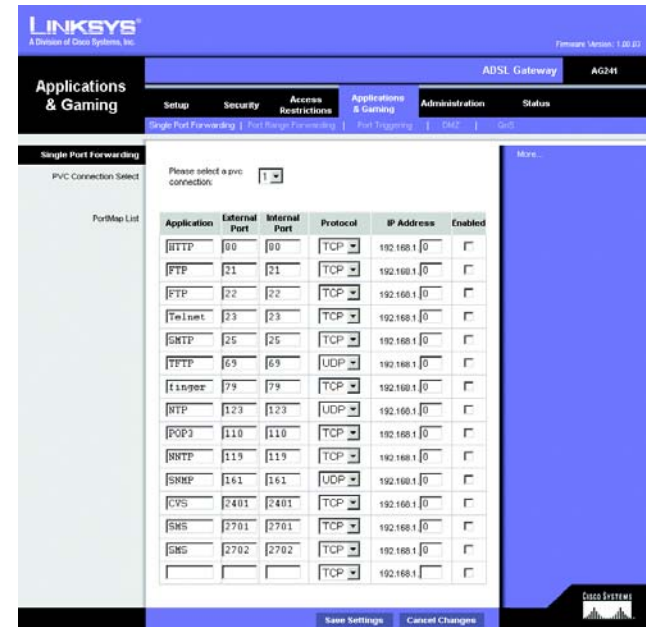 LINKSYS®
A Division of Cisco Systems, Inc.
Firmware Version: 1.00.03
ADSL Gateway AG241
Applications & Gaming
Setup Security Access Restrictions Applications & Gaming Administration Status
Single Port Forwarding | Port Range Forwarding | Port Triggering | DMZ | QoS
Single Port Forwarding
More...
PVC Connection Select
Please select a pvc connection: 1
PortMap List
Application External Port Internal Port Protocol IP Address Enabled
HTTP 80 80 TCP 192.168.1. 0
FTP 21 21 TCP 192.168.1. 0
FTP 22 22 TCP 192.168.1. 0
Telnet 23 23 TCP 192.168.1. 0
SMTP 25 25 TCP 192.168.1. 0
TFTP 69 69 UDP 192.168.1. 0
finger 79 79 TCP 192.168.1. 0
NTP 123 123 UDP 192.168.1. 0
POP3 110 110 TCP 192.168.1. 0
NNTP 119 119 TCP 192.168.1. 0
SNMP 161 161 UDP 192.168.1. 0
CVS 2401 2401 TCP 192.168.1. 0
SMS 2701 2701 TCP 192.168.1. 0
SMS 2702 2702 TCP 192.168.1. 0
TCP 192.168.1.
Save Settings Cancel Changes
CISCO SYSTEMS